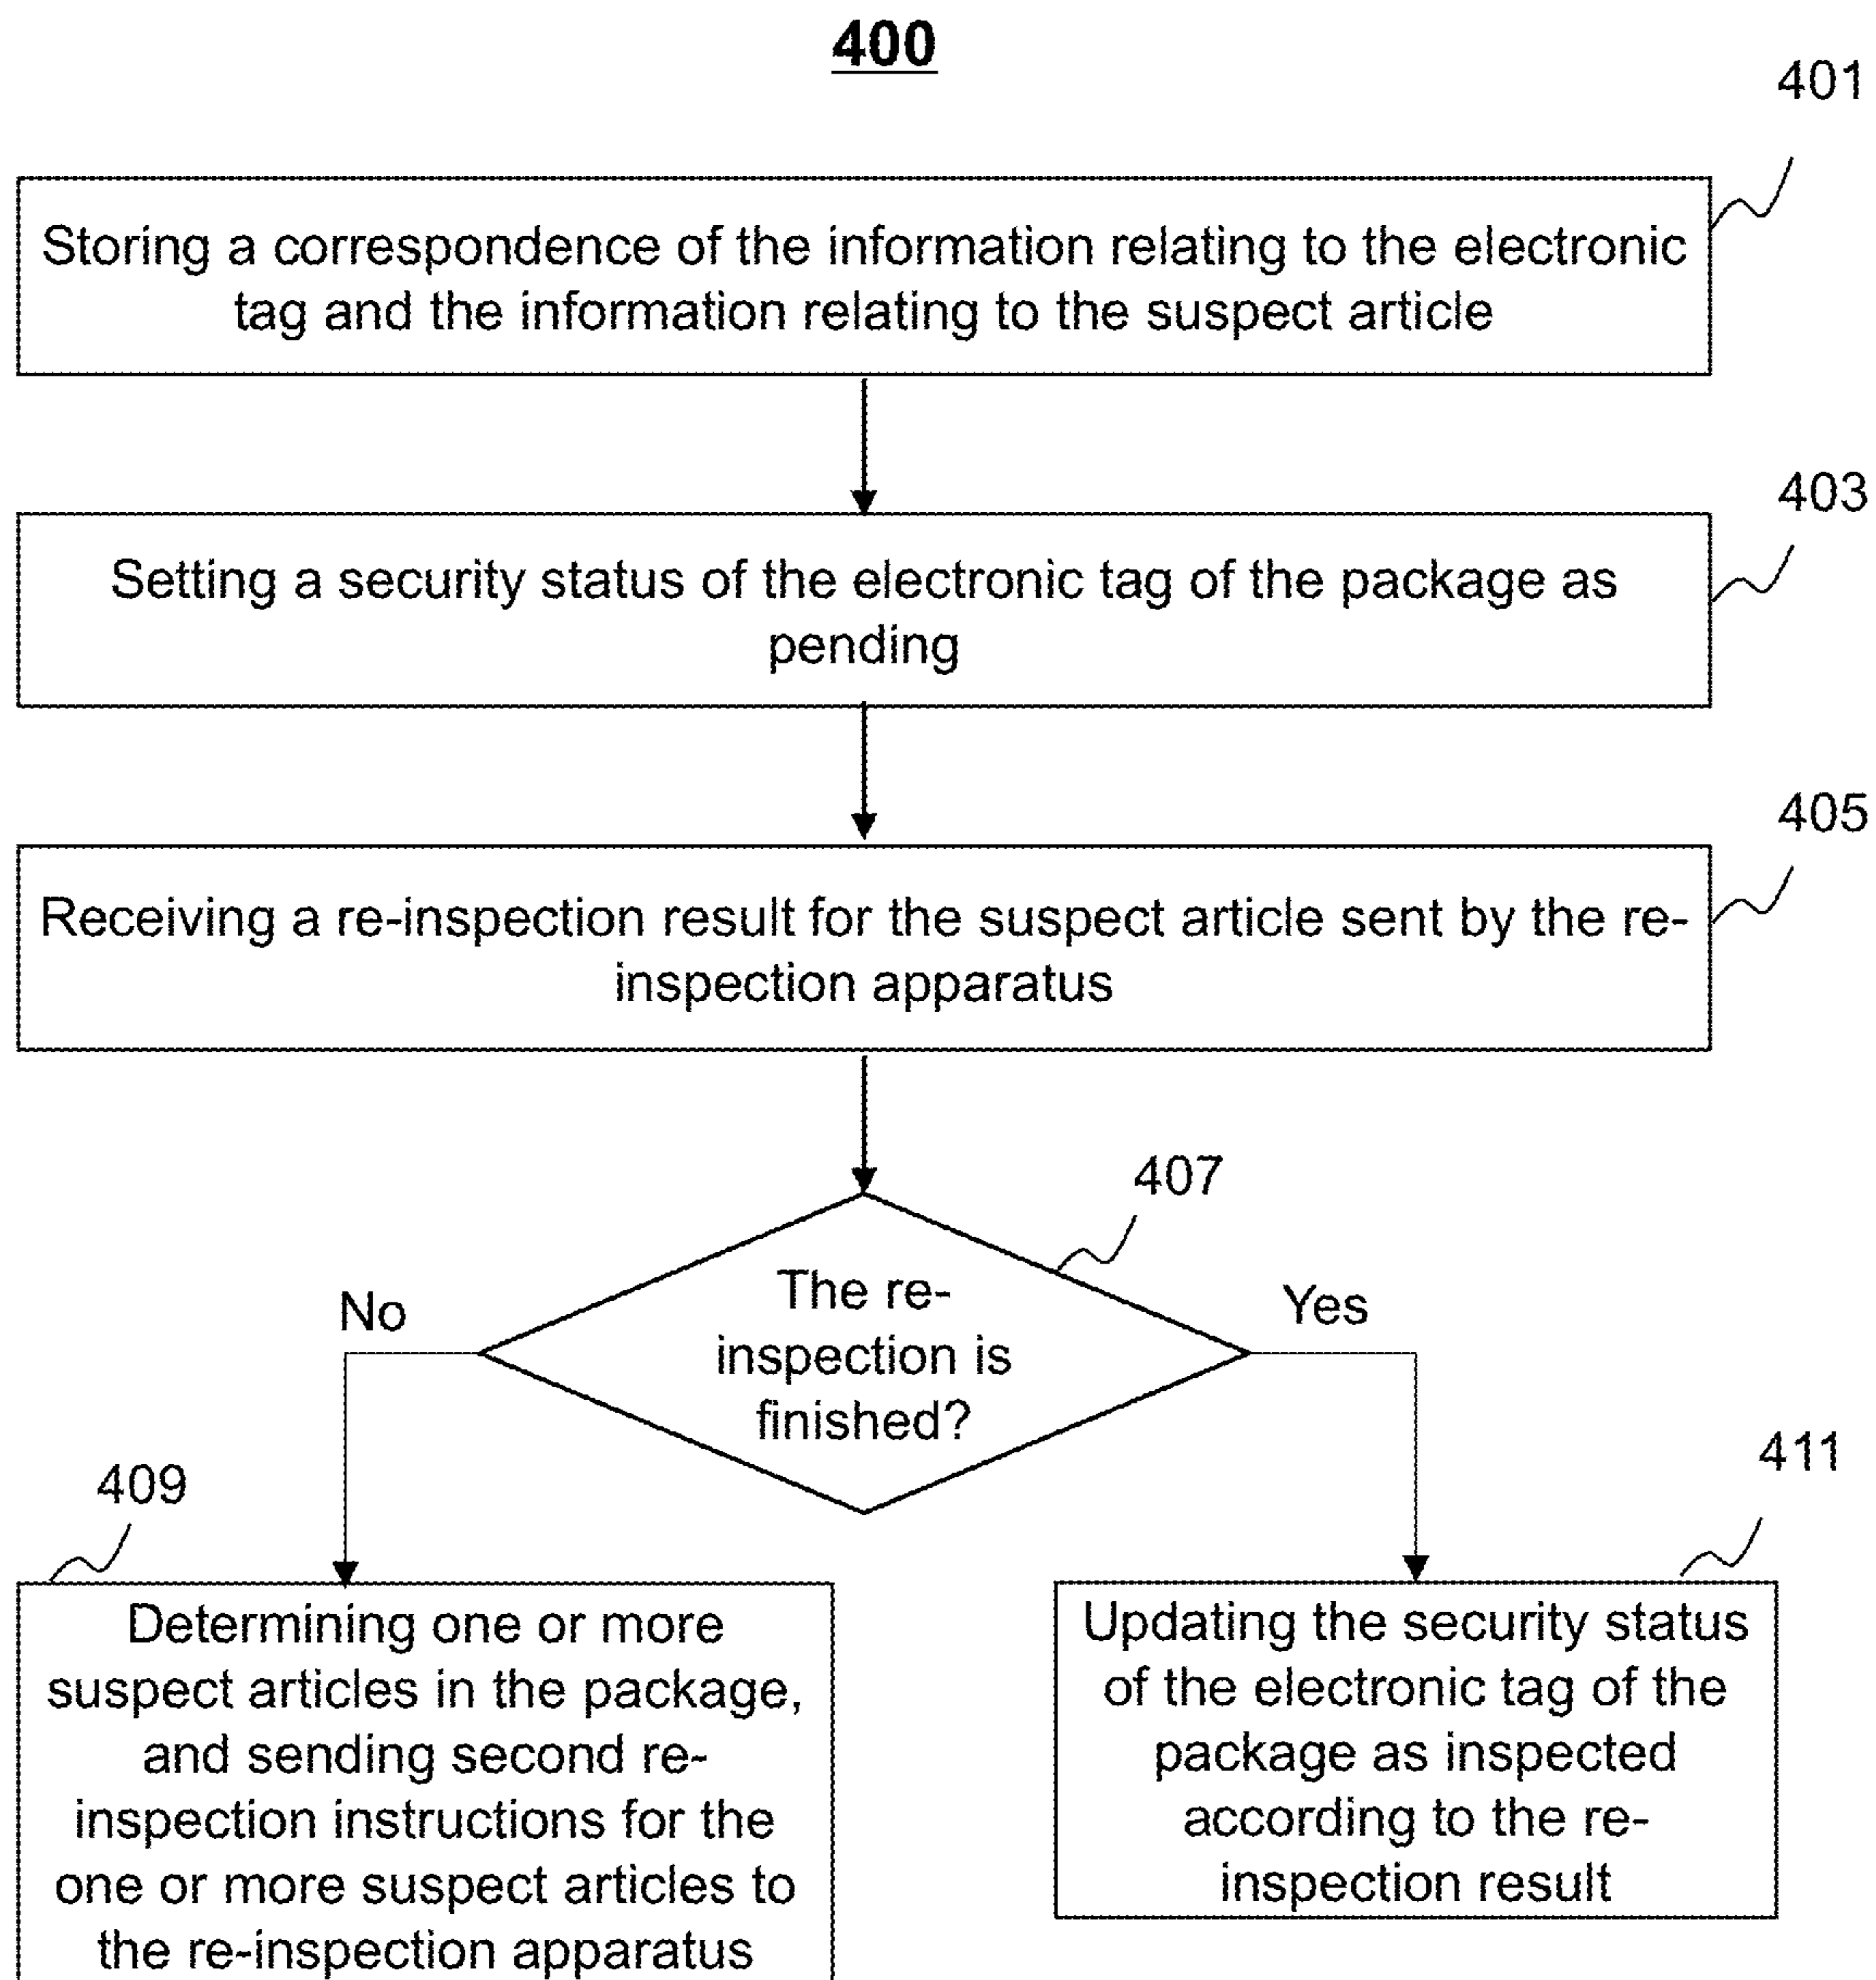 400
401
Storing a correspondence of the information relating to the electronic
tag and the information relating to the suspect article
403
Setting a security status of the electronic tag of the package as
pending
405
Receiving a re-inspection result for the suspect article sent by the re-
inspection apparatus
407
The re-
inspection is
finished?
No
Yes
409
Determining one or more
suspect articles in the package,
and sending second re-
inspection instructions for the
one or more suspect articles to
the re-inspection apparatus
411
Updating the security status
of the electronic tag of the
package as inspected
according to the re-
inspection result